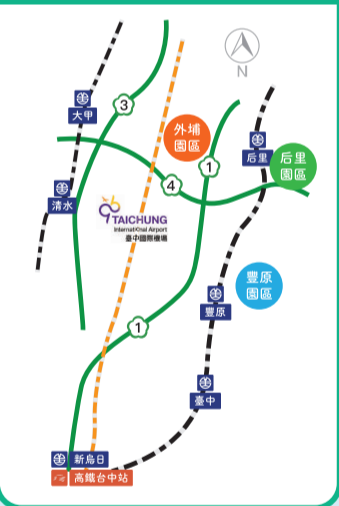 N
大甲
3
外埔
園區
1
后里
后里
園區
4
清水
TAICHUNG
International Airport
臺中國際機場
豐原
園區
豐原
1
臺中
新烏日
高鐵台中站